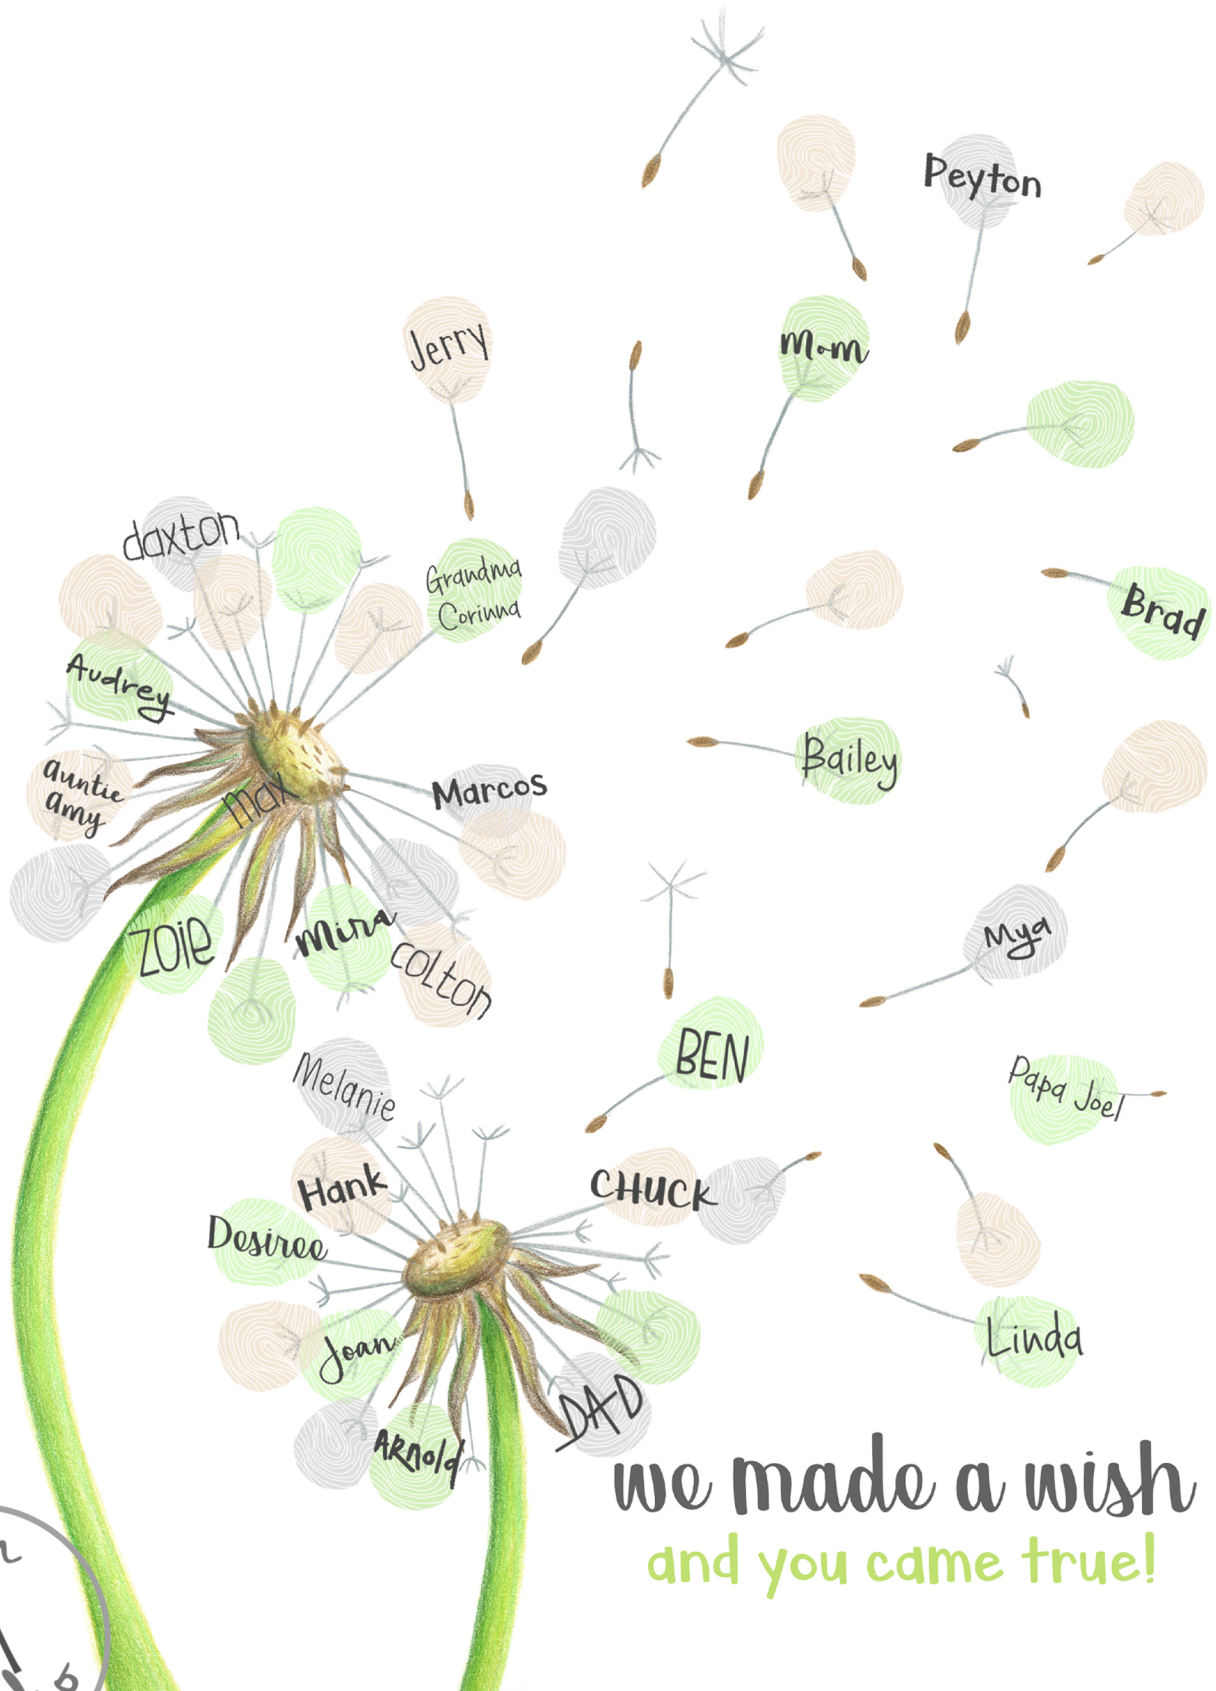 Peyton
Jerry
Mom
daxton
Grandma
Corinna
Brad
Audrey
Bailey
auntie
amy
Marcos
max
Mya
ZOiE
Mira
COLTON
BEN
Melanie
Papa Joel
Hank
CHUCK
Desiree
Linda
Joan
DAD
ARnold
we made a wish
and you came true!